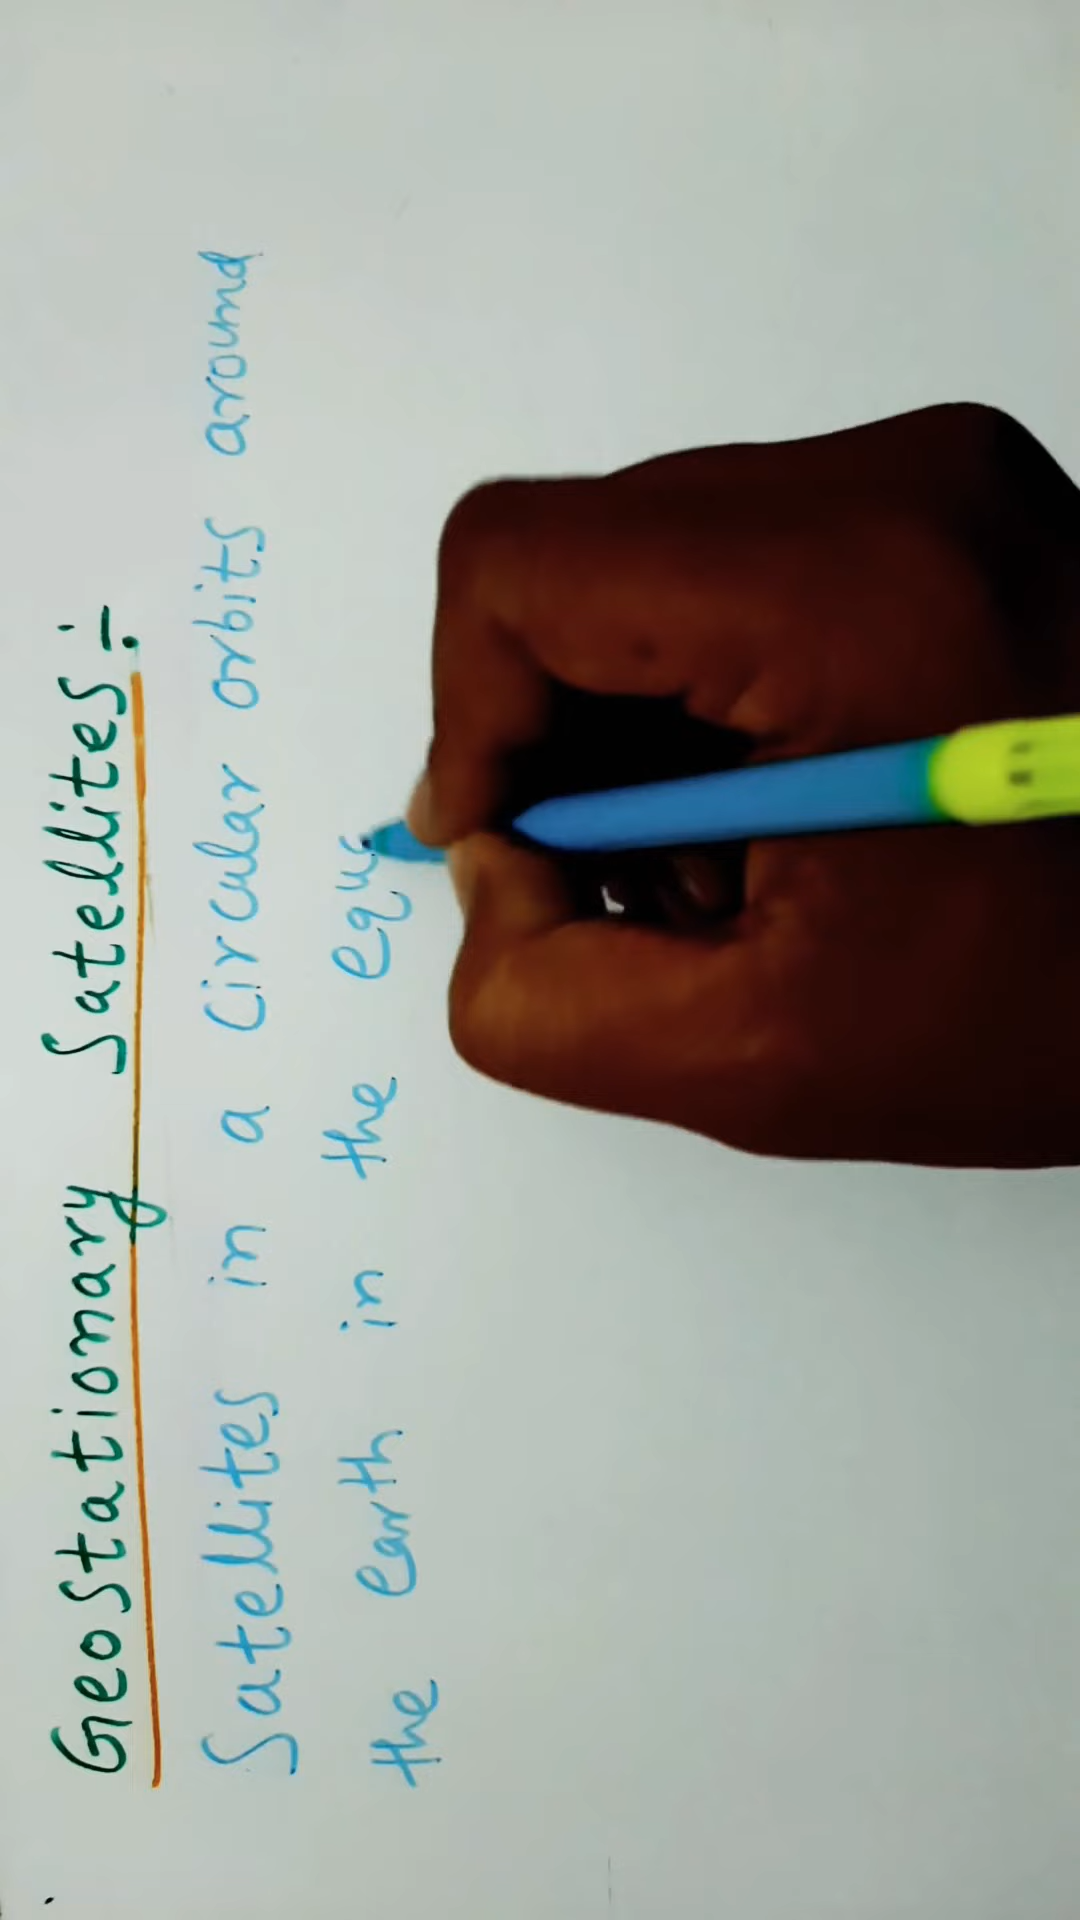 Geostationary Satellites:-
Satellites in a Circular orbits around
the earth in the